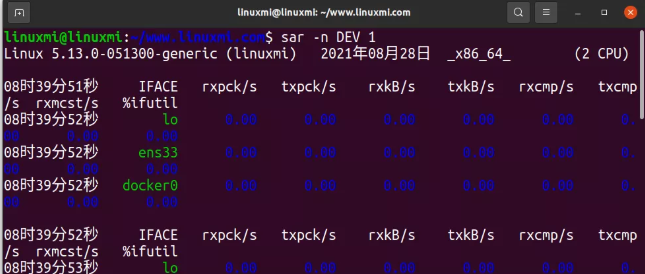 linuxmi@linuxmi: ~/www.linuxmi.com
linuxmi@linuxmi:~/www.linuxmi.com$ sar -n DEV 1
Linux 5.13.0-051300-generic (linuxmi) 2021年08月28日 _x86_64_ (2 CPU)
08时39分51秒 IFACE rxpck/s txpck/s rxkB/s txkB/s rxcmp/s txcmp
/s rxmcst/s %ifutil
08时39分52秒 lo 0.00 0.00 0.00 0.00 0.00 0.
00 0.00 0.00
08时39分52秒 ens33 0.00 0.00 0.00 0.00 0.00 0.
00 0.00 0.00
08时39分52秒 docker0 0.00 0.00 0.00 0.00 0.00 0.
00 0.00 0.00
08时39分52秒 IFACE rxpck/s txpck/s rxkB/s txkB/s rxcmp/s txcmp
/s rxmcst/s %ifutil
08时39分53秒 lo 0.00 0.00 0.00 0.00 0.00 0.